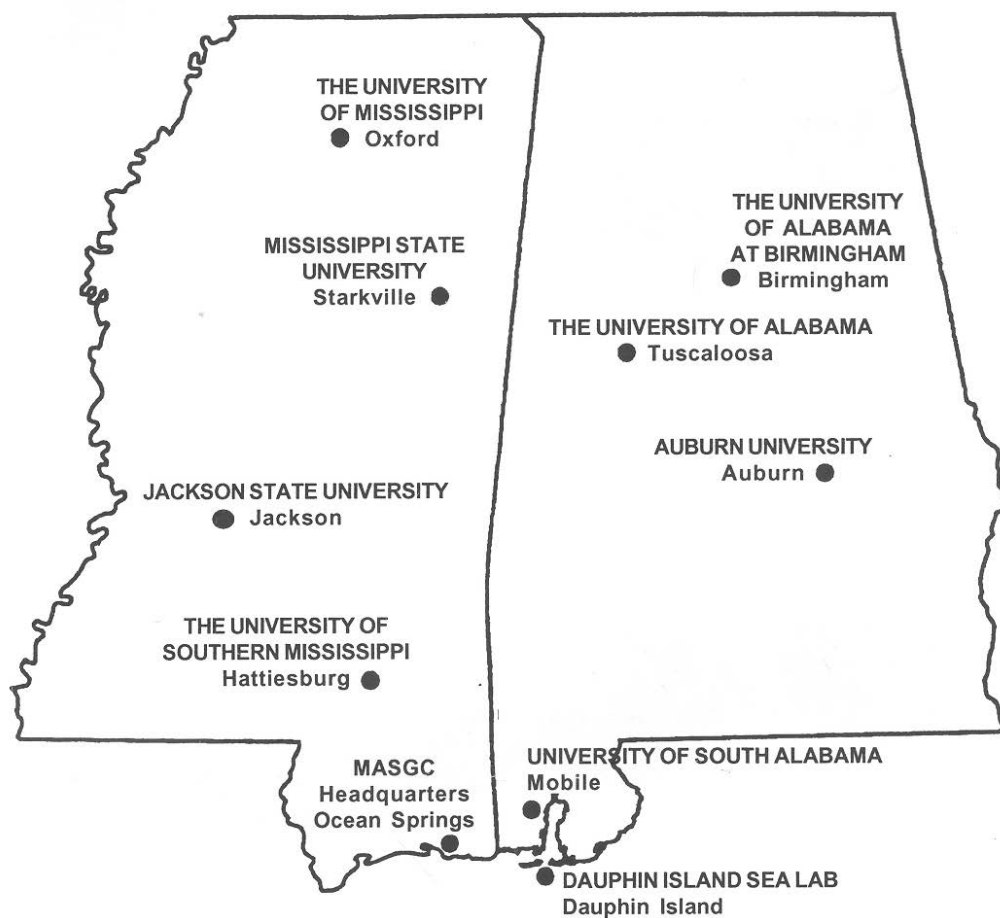 THE UNIVERSITY
OF MISSISSIPPI
Oxford
MISSISSIPPI STATE
UNIVERSITY
Starkville
JACKSON STATE UNIVERSITY
Jackson
THE UNIVERSITY OF
SOUTHERN MISSISSIPPI
Hattiesburg
MASGC
Headquarters
Ocean Springs
THE UNIVERSITY
OF ALABAMA
AT BIRMINGHAM
Birmingham
THE UNIVERSITY OF ALABAMA
Tuscaloosa
AUBURN UNIVERSITY
Auburn
UNIVERSITY OF SOUTH ALABAMA
Mobile
DAUPHIN ISLAND SEA LAB
Dauphin Island